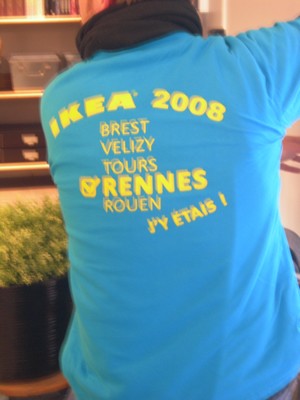 IKEA 2008
BREST
VELIZY
TOURS
RENNES
ROUEN
J'Y ÉTAIS !